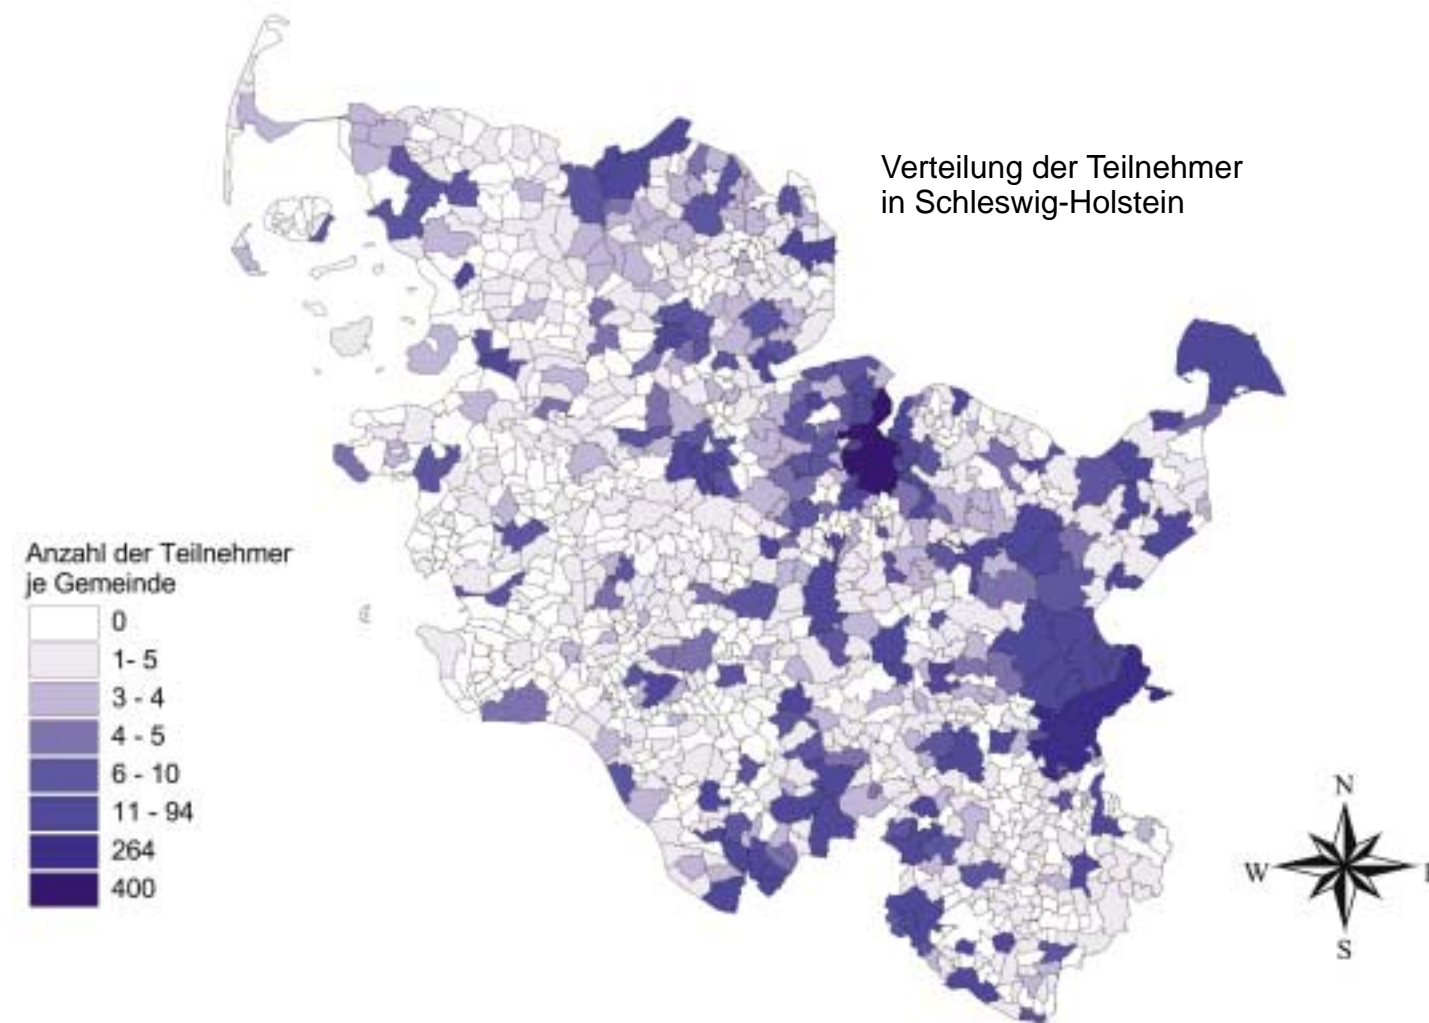 Verteilung der Teilnehmer
in Schleswig-Holstein
Anzahl der Teilnehmer
je Gemeinde
0
1- 5
3 - 4
4 - 5
6 - 10
11 - 94
264
400
N
W
S